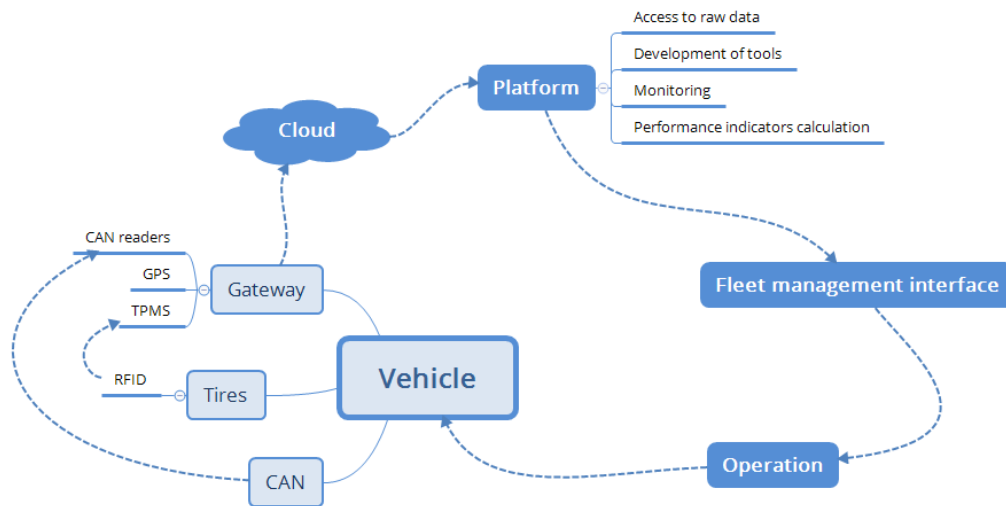 Access to raw data
Development of tools
Platform
Monitoring
Performance indicators calculation
Cloud
CAN readers
GPS
Gateway
TPMS
Fleet management interface
RFID
Tires
Vehicle
CAN
Operation